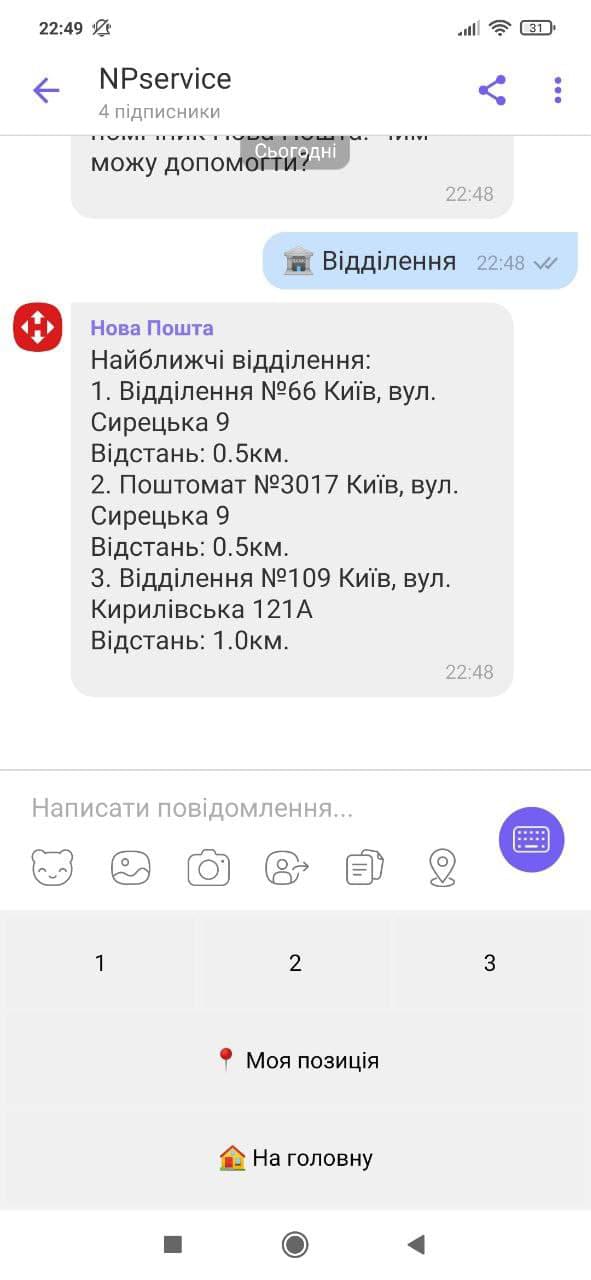 22:49
31
NPservice
4 підписники
Сьогодні
можу допомогти?
22:48
Відділення 22:48
Нова Пошта
Найближчі відділення:
1. Відділення №66 Київ, вул.
Сирецька 9
Відстань: 0.5км.
2. Поштомат №3017 Київ, вул.
Сирецька 9
Відстань: 0.5км.
3. Відділення №109 Київ, вул.
Кирилівська 121А
Відстань: 1.0км.
22:48
Написати повідомлення...
1 2 3
Моя позиція
На головну